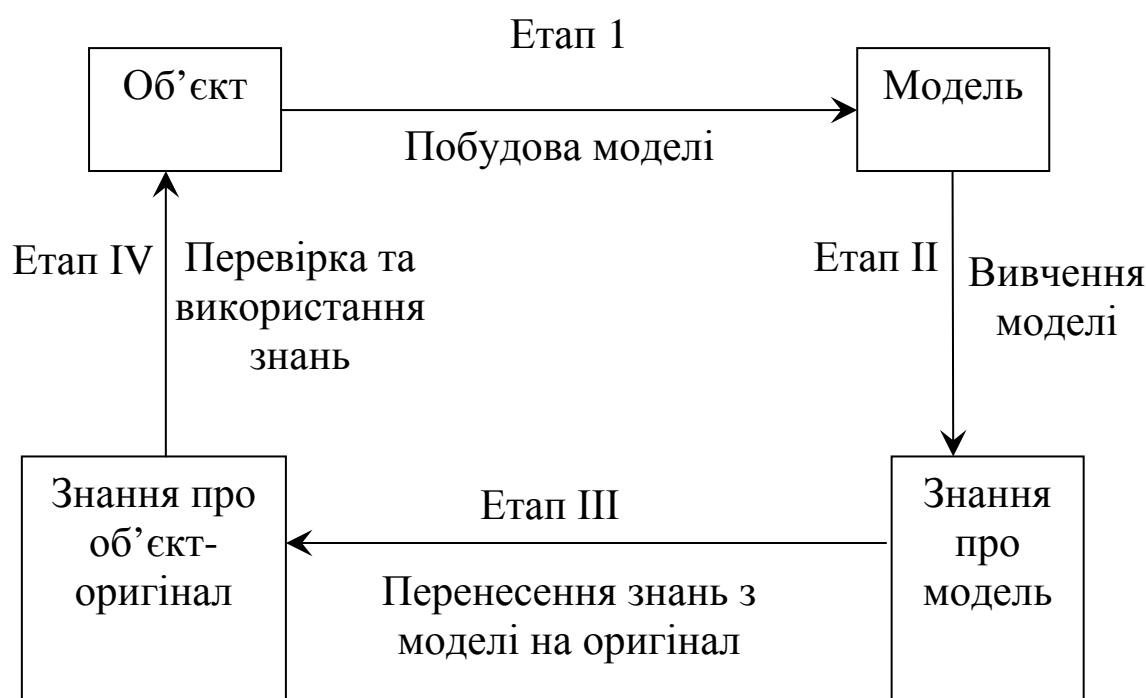 Етап 1
Об’єкт
Модель
Побудова моделі
Етап IV
Перевірка та
використання
знань
Етап II
Вивчення
моделі
Знання про
об’єкт-
оригінал
Етап III
Перенесення знань з
моделі на оригінал
Знання
про
модель